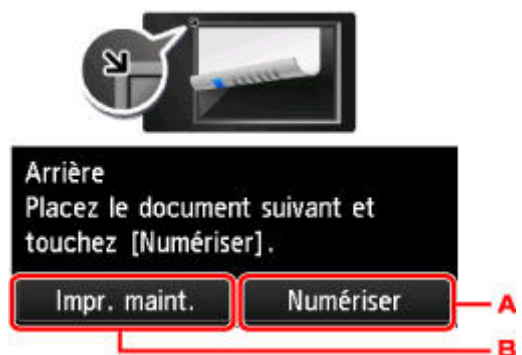 Arrière
Placez le document suivant et
touchez [Numériser].
Impr. maint. Numériser
A
B